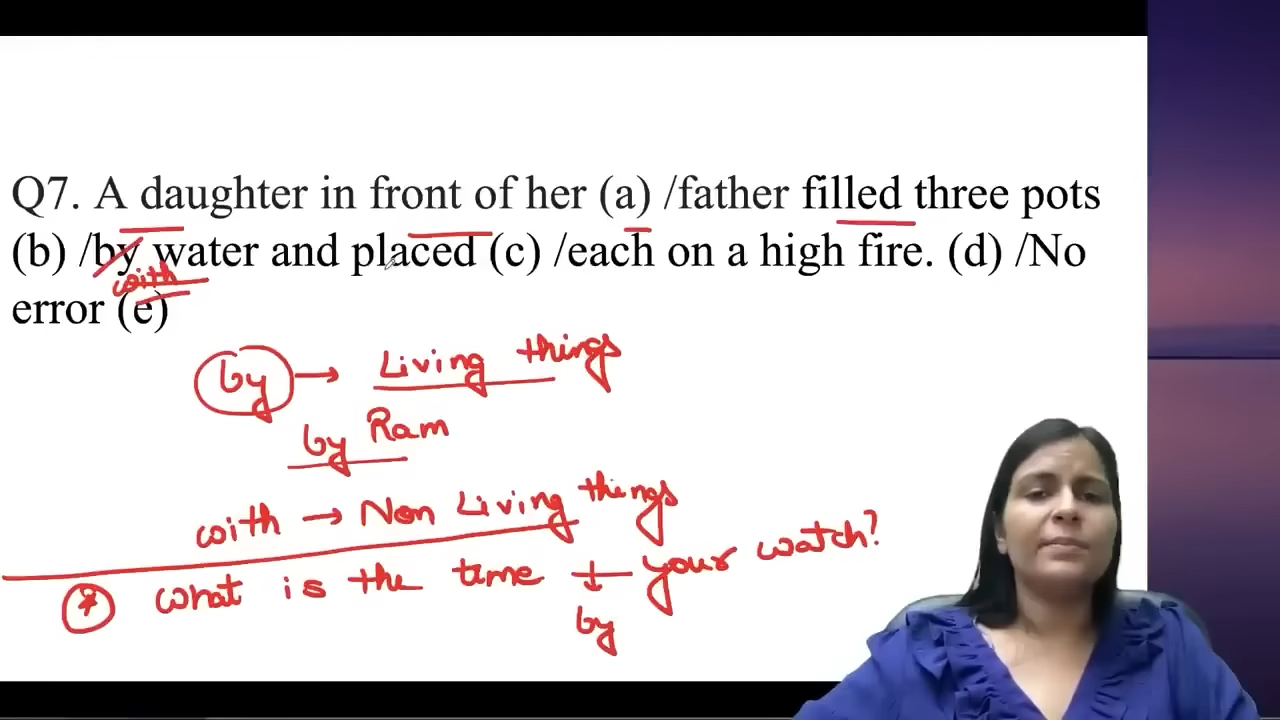 Q7. A daughter in front of her (a) /father filled three pots
(b) /by water and placed (c) /each on a high fire. (d) /No
with
error (e)
by → Living things
by Ram
with → Non Living things
* What is the time — your watch?
by